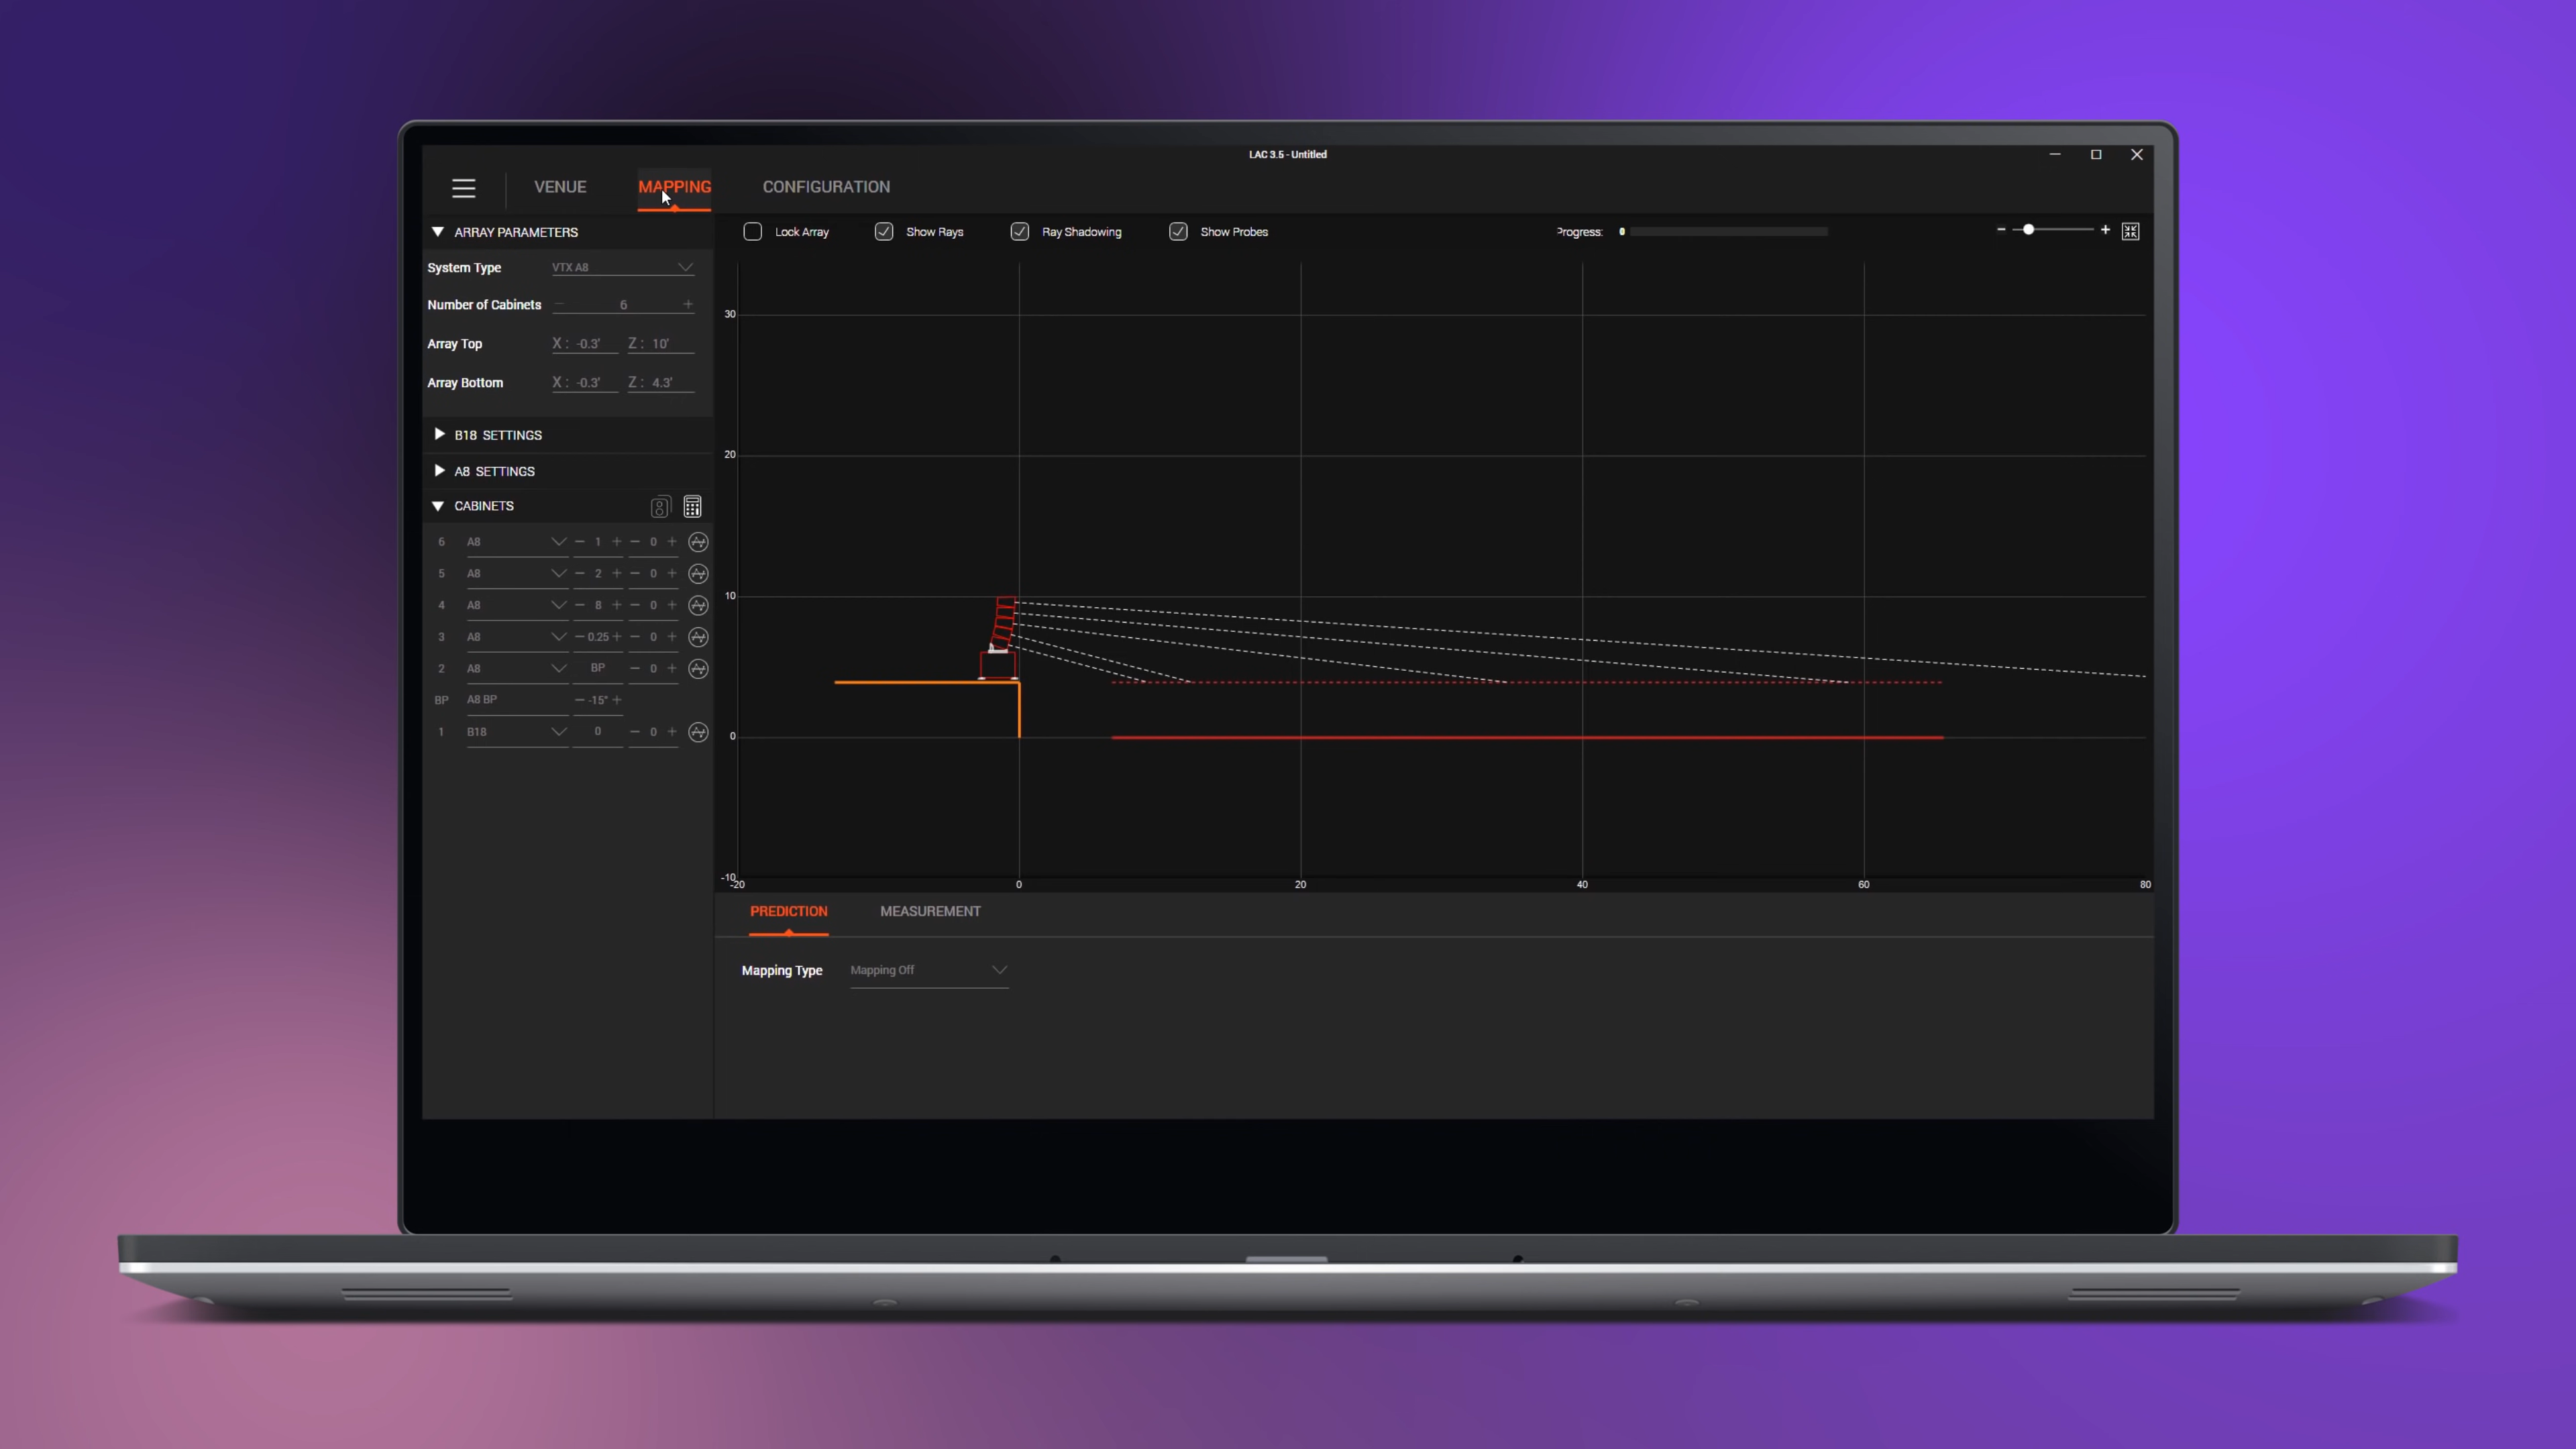 LAC 3.5 - Untitled
VENUE MAPPING CONFIGURATION
ARRAY PARAMETERS
Lock Array Show Rays Ray Shadowing Show Probes Progress: 0
System Type VTX A8
Number of Cabinets − 6 +
Array Top X : -0.3' Z : 10'
Array Bottom X : -0.3' Z : 4.3'
B18 SETTINGS
A8 SETTINGS
CABINETS
6 A8 − 1 + − 0 +
5 A8 − 2 + − 0 +
4 A8 − 8 + − 0 +
3 A8 − 0.25 + − 0 +
2 A8 BP − 0 +
BP A8 BP − -15° +
1 B18 0 − 0 +
30
20
10
0
-10
-20 0 20 40 60 80
PREDICTION MEASUREMENT
Mapping Type Mapping Off